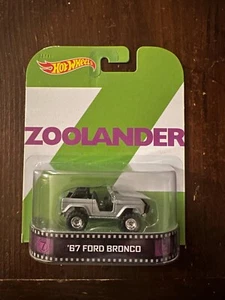 Hot Wheels
ZOOLANDER
'67 FORD BRONCO